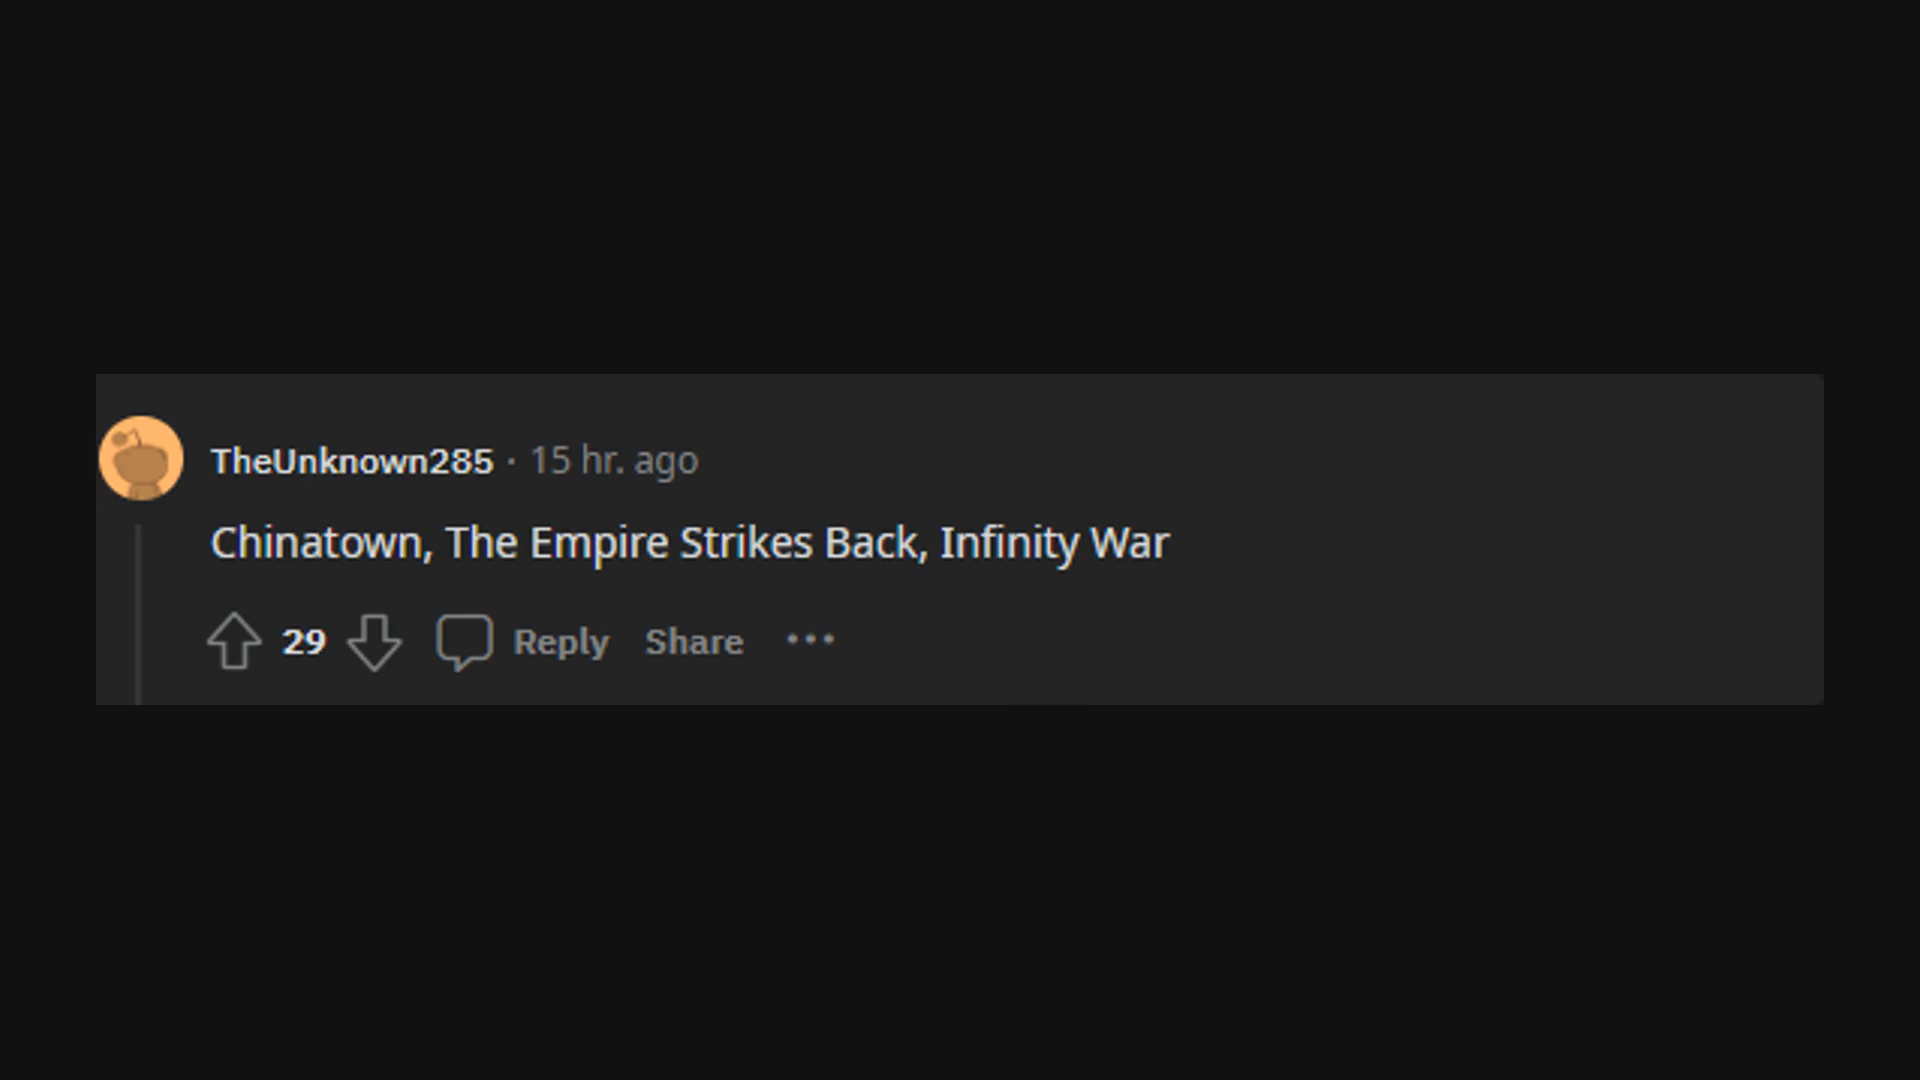 TheUnknown285 · 15 hr. ago
Chinatown, The Empire Strikes Back, Infinity War
29 Reply Share ···